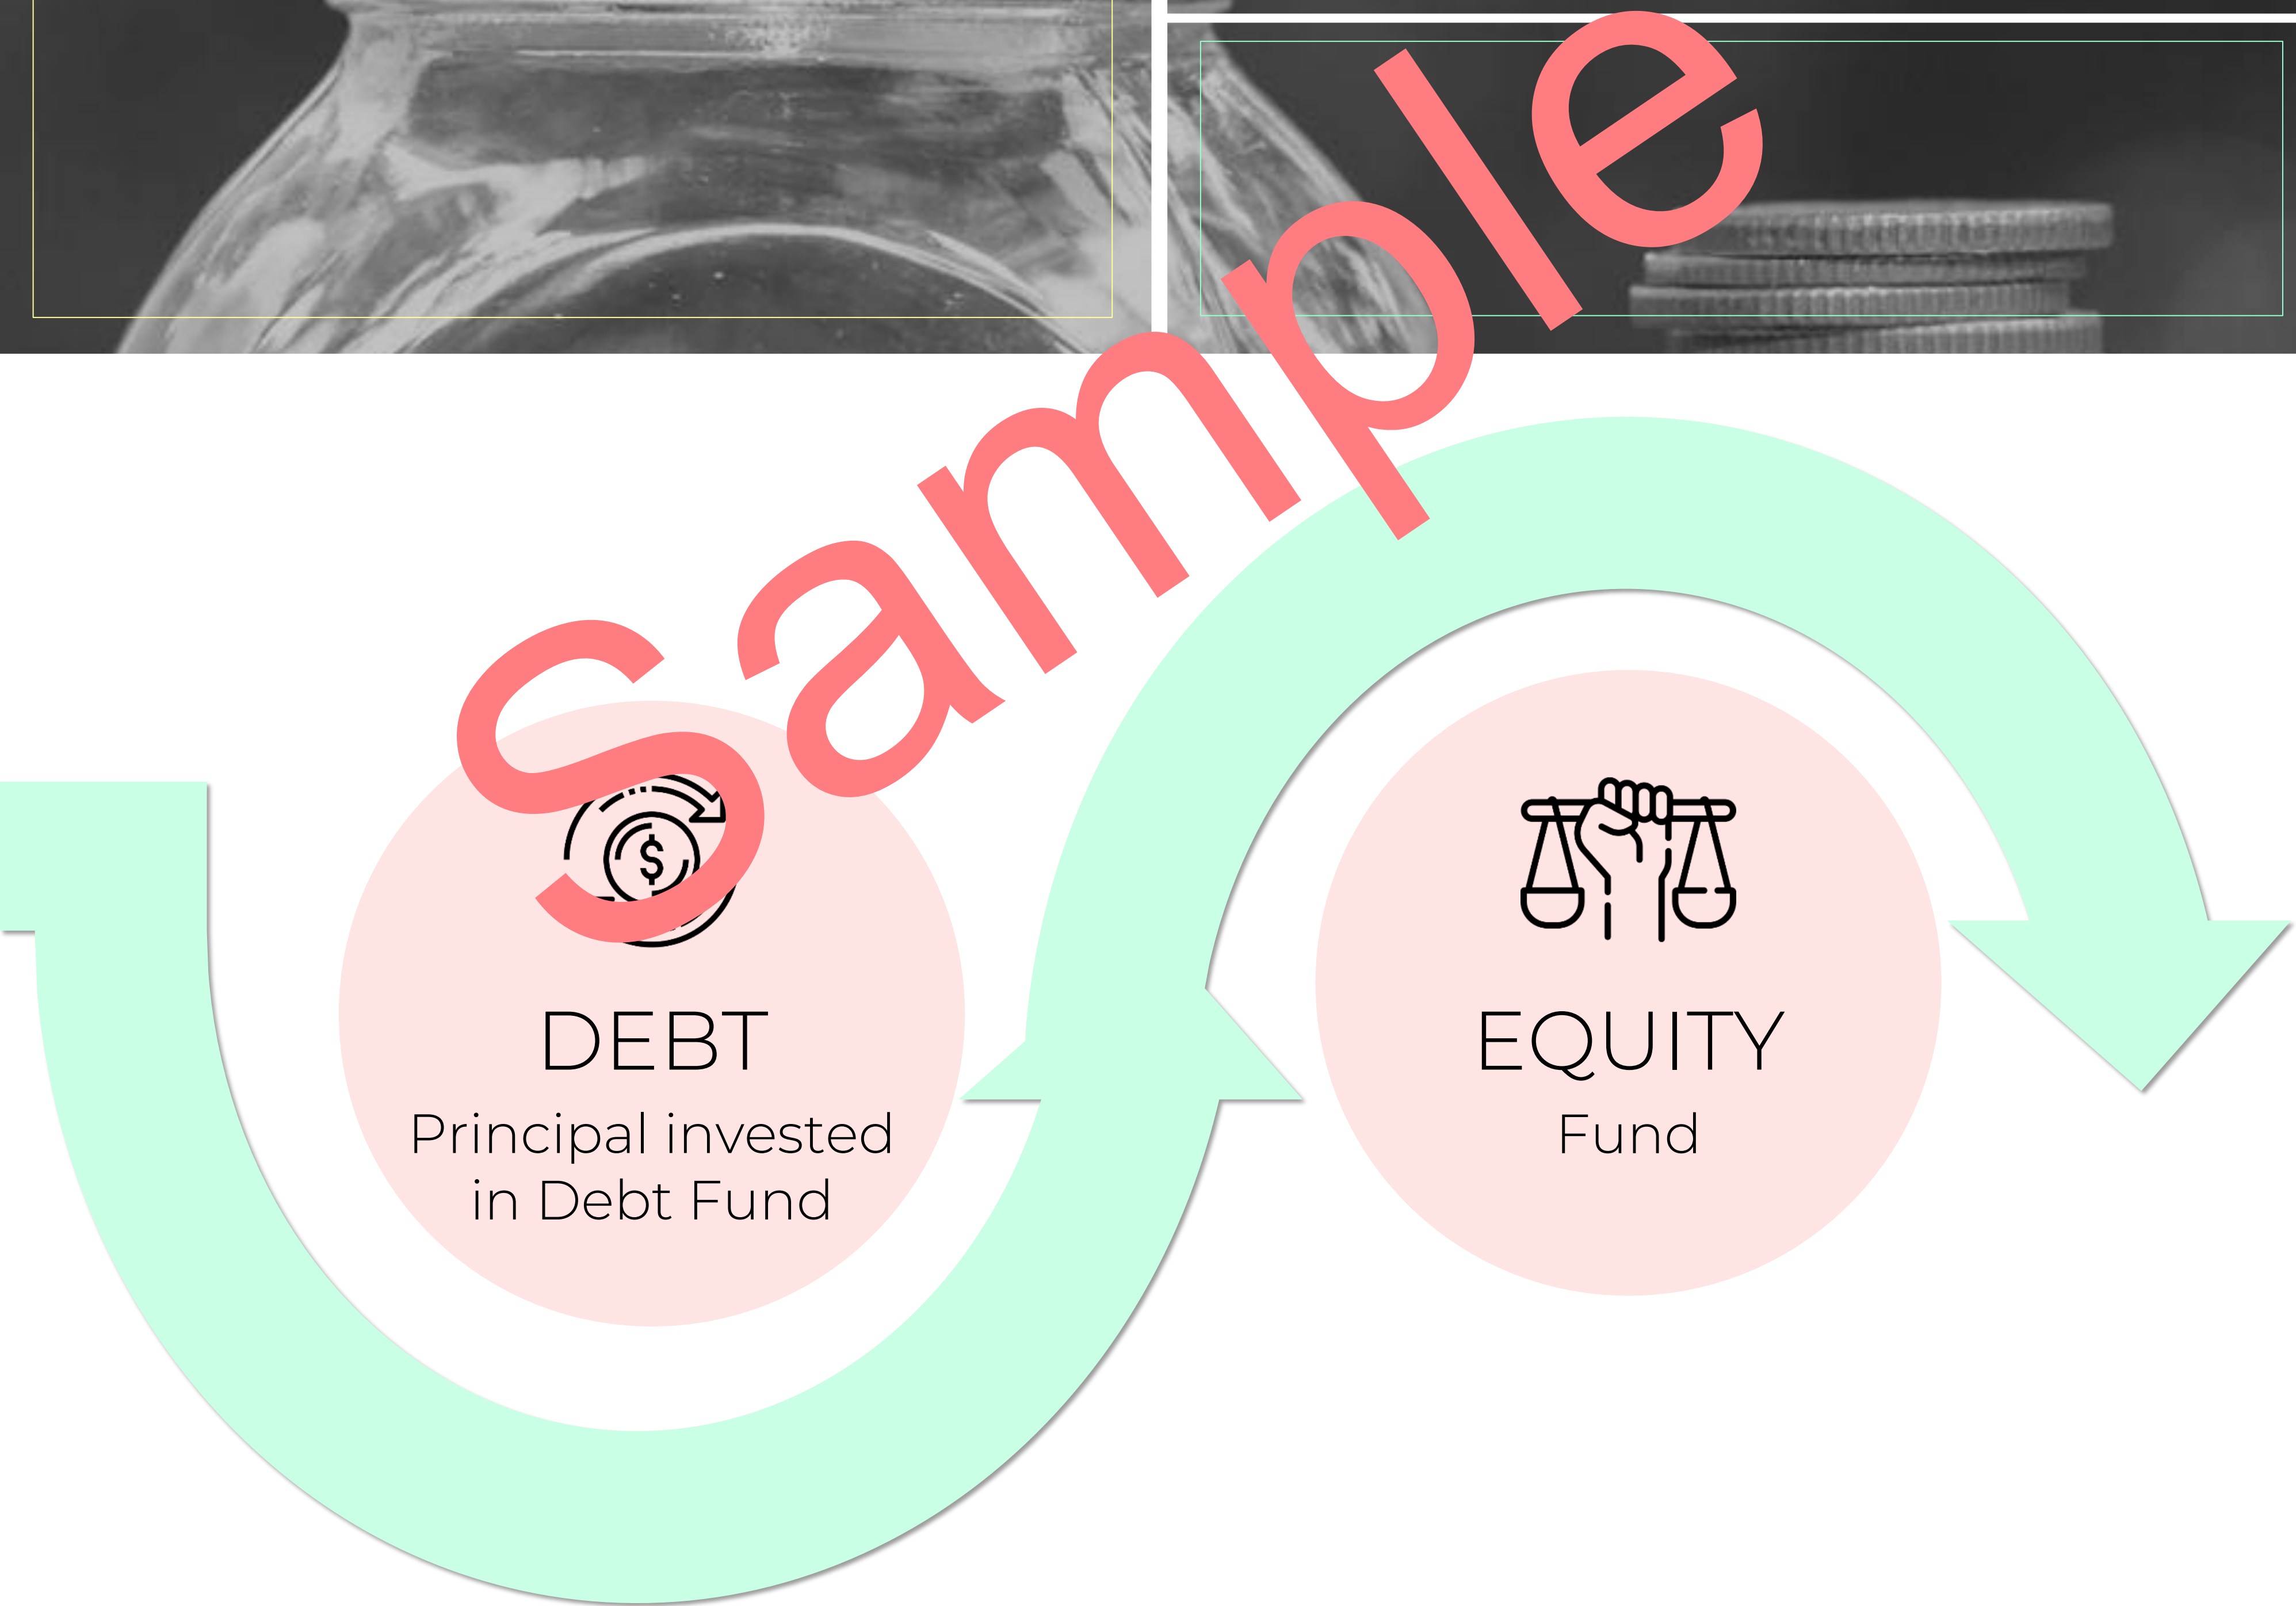 Sample
DEBT
Principal invested
in Debt Fund
EQUITY
Fund